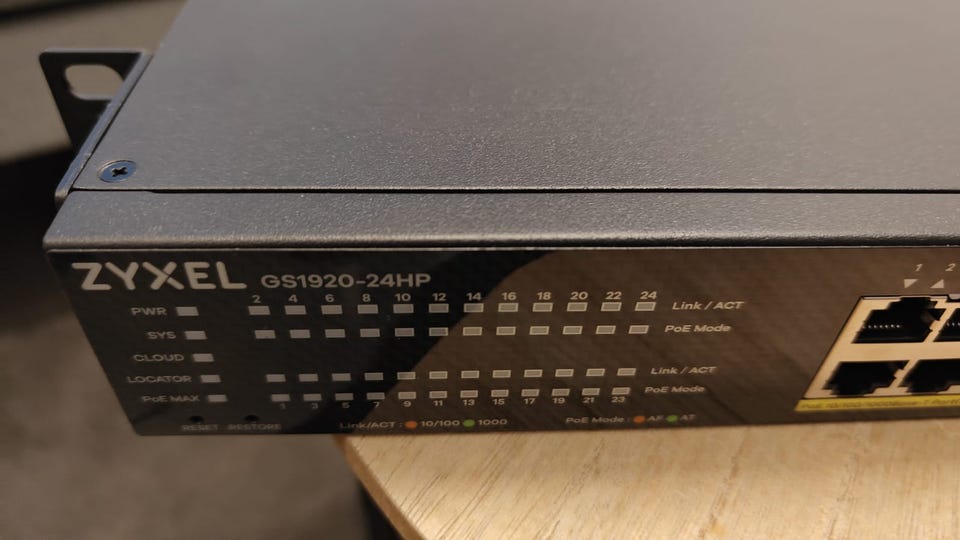 ZYXEL GS1920-24HP
2 4 6 8 10 12 14 16 18 20 22 24
PWR Link / ACT
SYS PoE Mode
CLOUD
LOCATOR Link / ACT
PoE MAX PoE Mode
1 3 5 9 11 13 15 17 19 21 23
RESET RESTORE Link/ACT : 10/100 1000 PoE Mode : AF AT
1 2